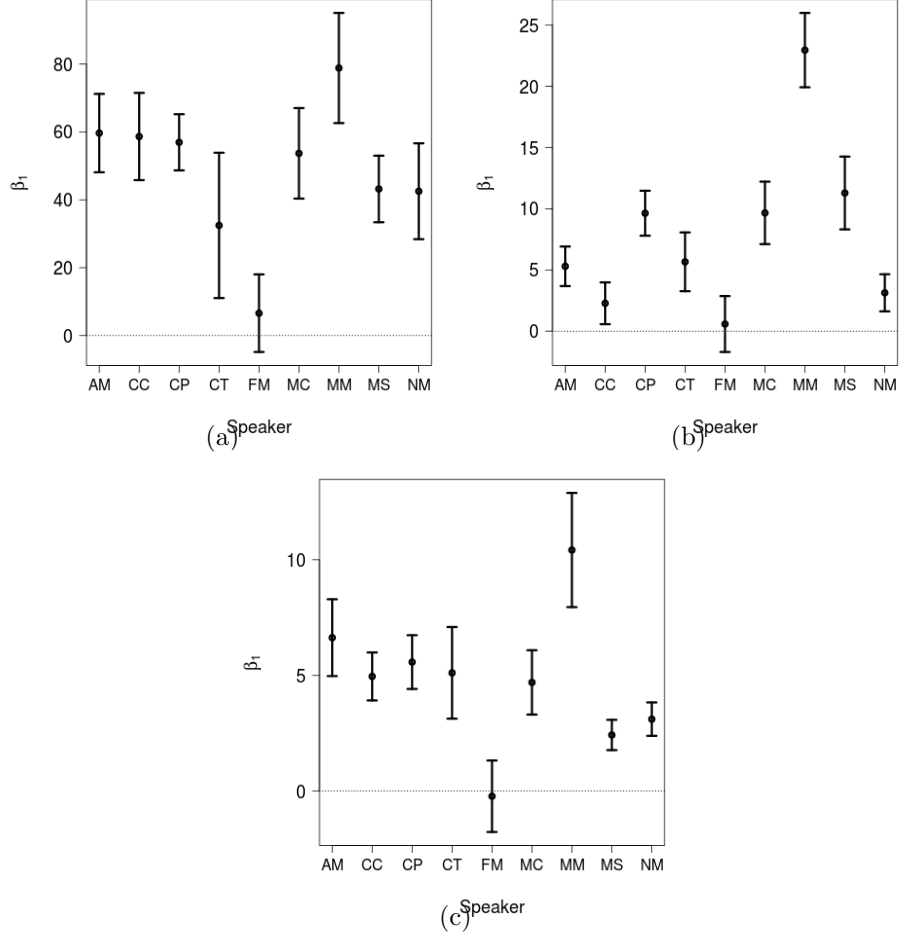 β1
80
60
40
20
0
AM CC CP CT FM MC MM MS NM
Speaker
(a)
β1
25
20
15
10
5
0
AM CC CP CT FM MC MM MS NM
Speaker
(b)
β1
10
5
0
AM CC CP CT FM MC MM MS NM
Speaker
(c)